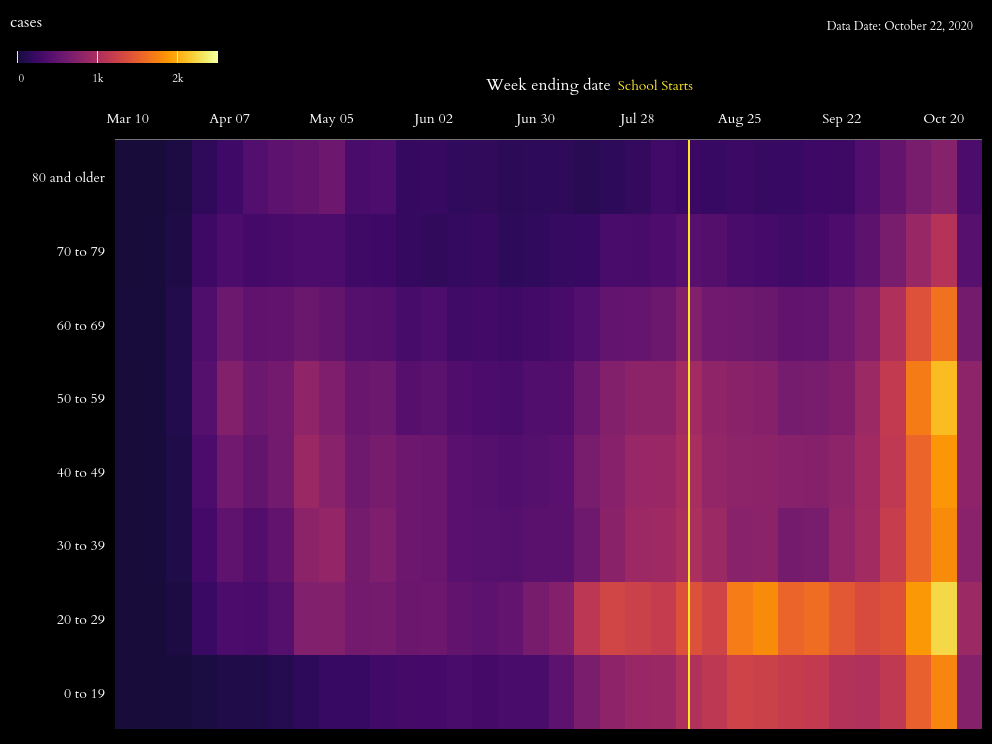 cases
Data Date: October 22, 2020
0 1k 2k
Week ending date School Starts
Mar 10 Apr 07 May 05 Jun 02 Jun 30 Jul 28 Aug 25 Sep 22 Oct 20
80 and older
70 to 79
60 to 69
50 to 59
40 to 49
30 to 39
20 to 29
0 to 19